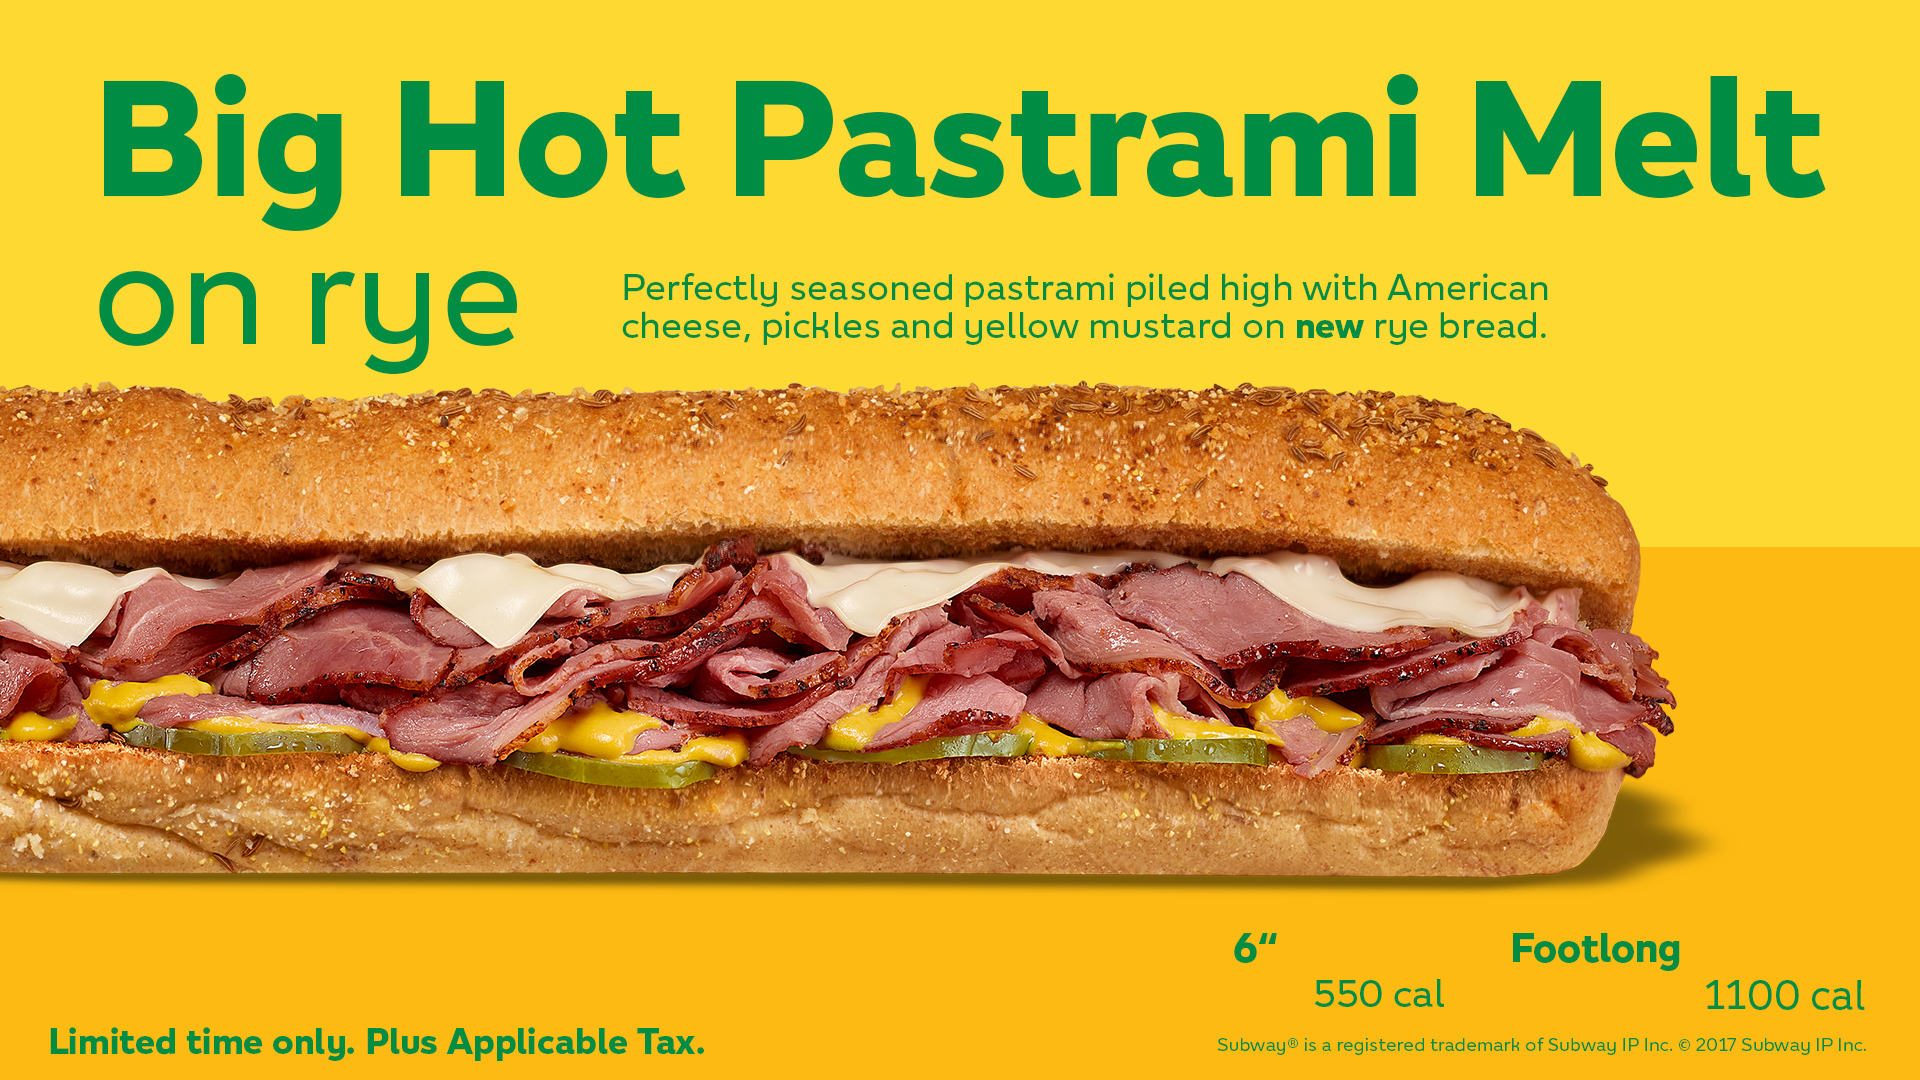 Big Hot Pastrami Melt
on rye
Perfectly seasoned pastrami piled high with American
cheese, pickles and yellow mustard on new rye bread.
6“
550 cal
Footlong
1100 cal
Limited time only. Plus Applicable Tax.
Subway® is a registered trademark of Subway IP Inc. © 2017 Subway IP Inc.